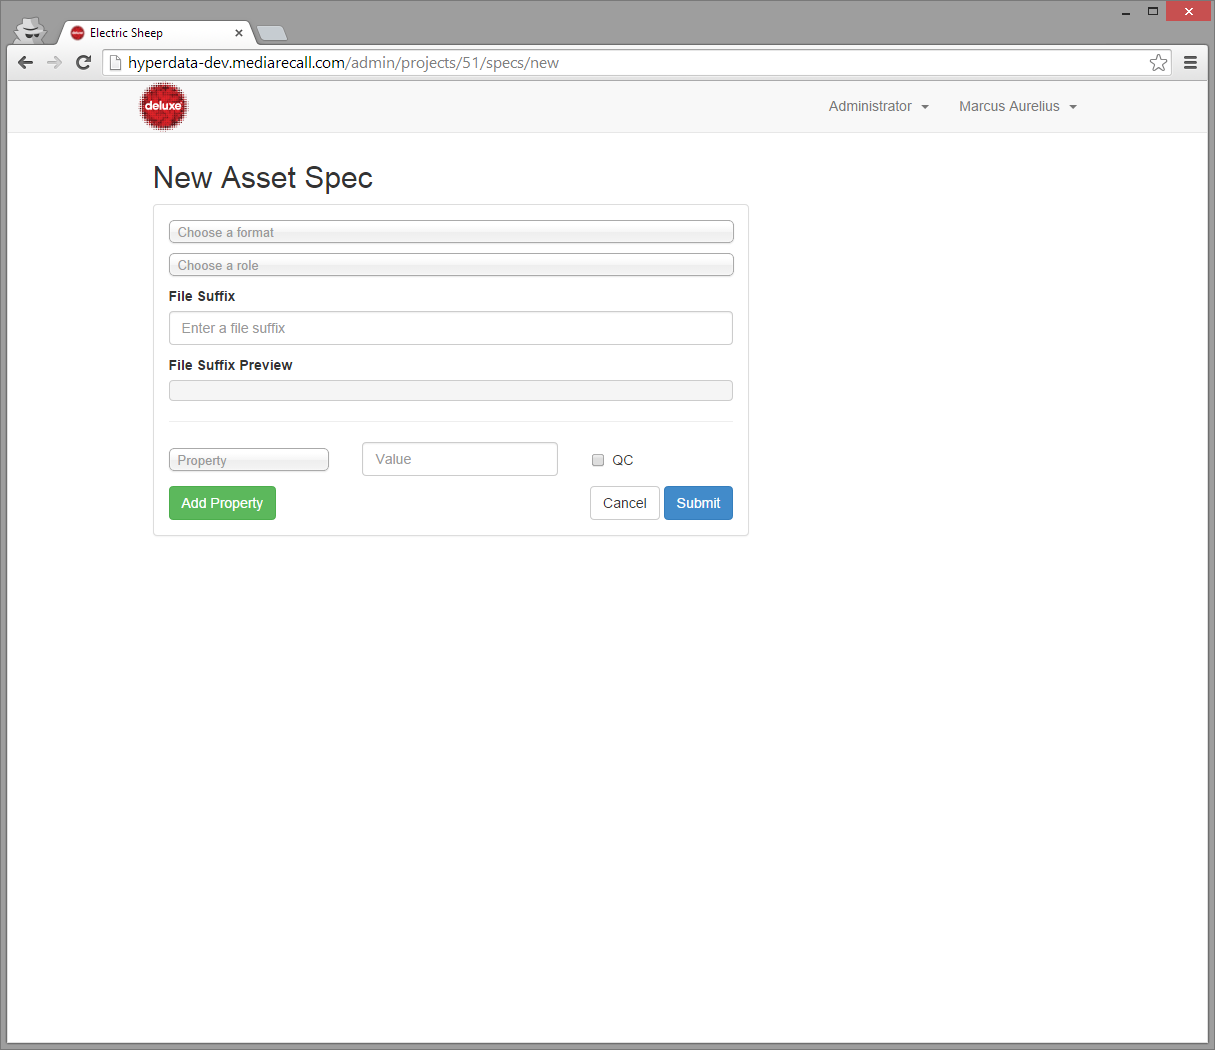 Electric Sheep
hyperdata-dev.mediarecall.com/admin/projects/51/specs/new
deluxe
Administrator
Marcus Aurelius
New Asset Spec
Choose a format
Choose a role
File Suffix
Enter a file suffix
File Suffix Preview
Property
Value
QC
Add Property
Cancel
Submit